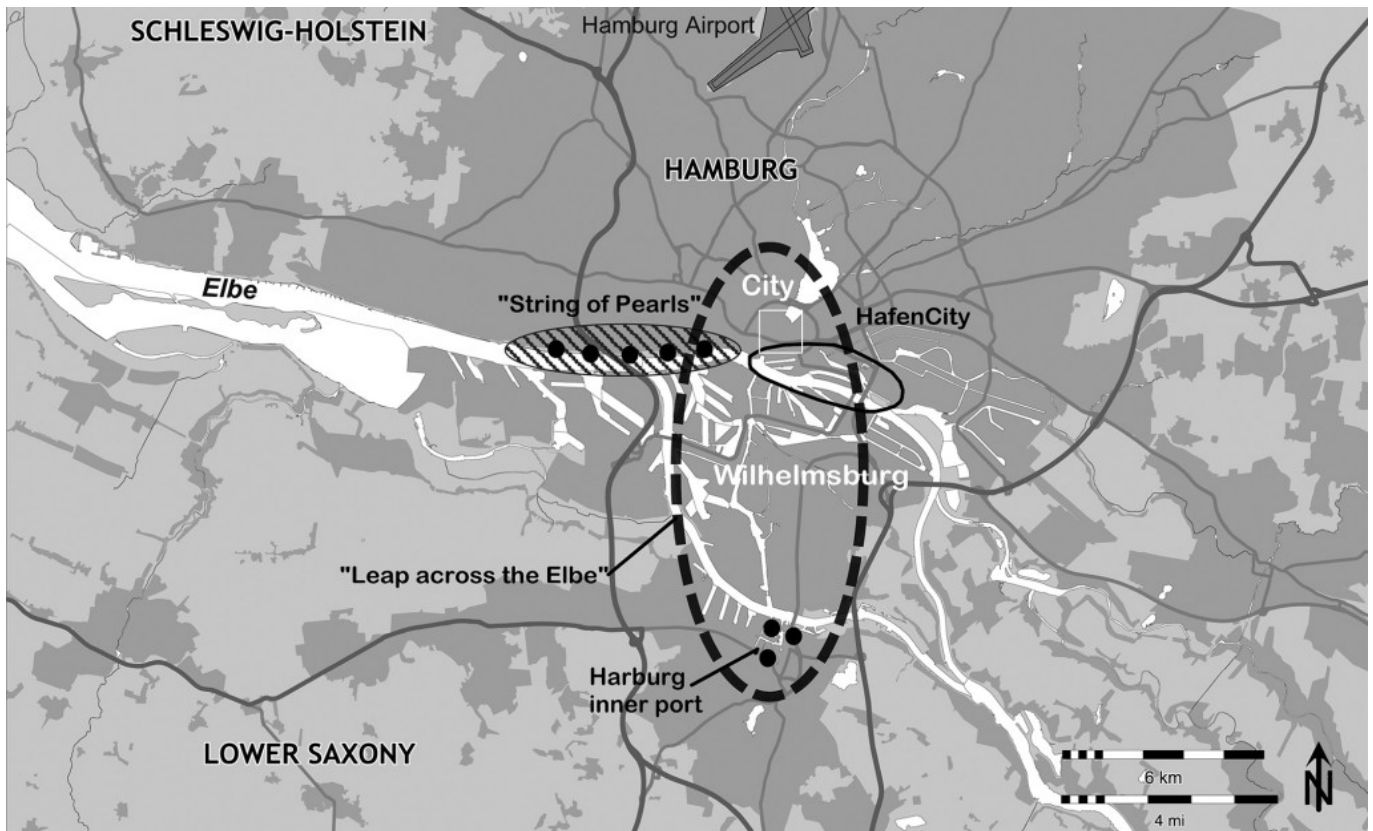 SCHLESWIG-HOLSTEIN
Hamburg Airport
HAMBURG
Elbe
"String of Pearls"
City
HafenCity
Wilhelmsburg
"Leap across the Elbe"
Harburg
inner port
LOWER SAXONY
6 km
4 mi
N